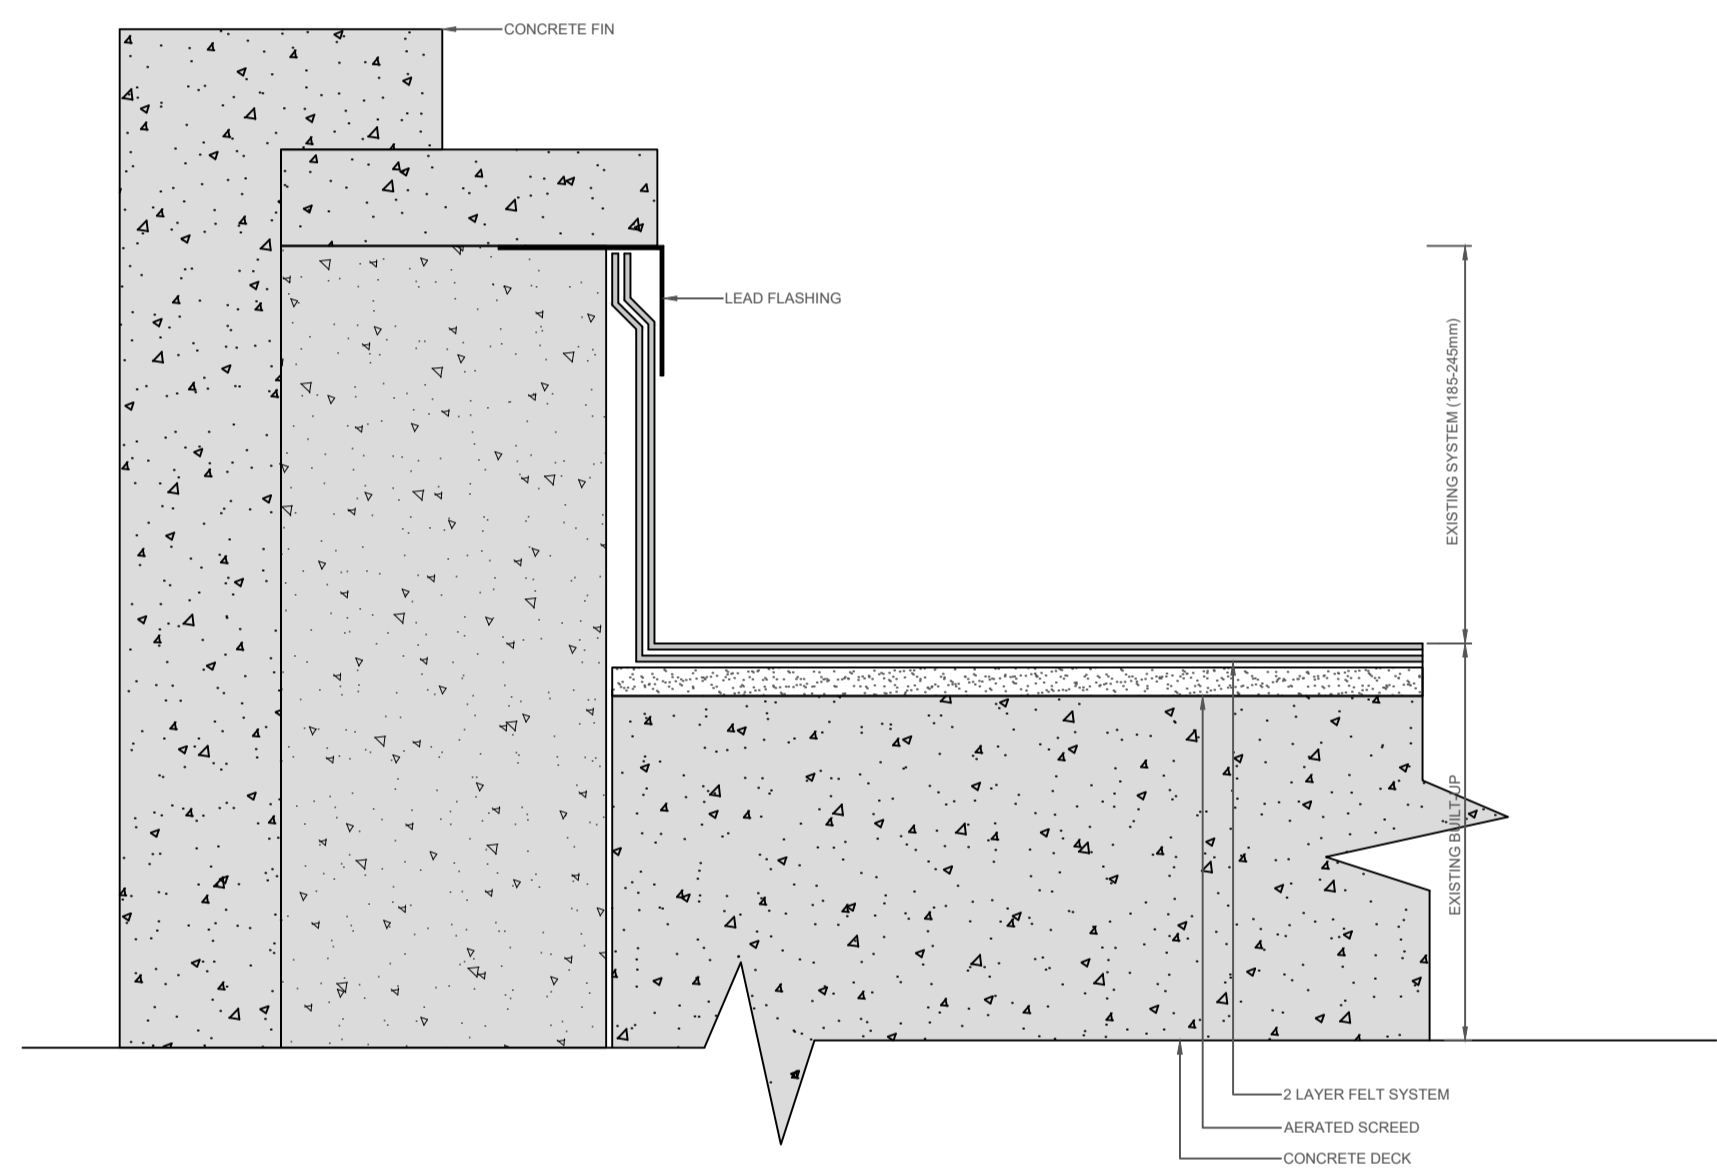 CONCRETE FIN
LEAD FLASHING
EXISTING SYSTEM (185-245mm)
EXISTING BUILT-UP
2 LAYER FELT SYSTEM
AERATED SCREED
CONCRETE DECK